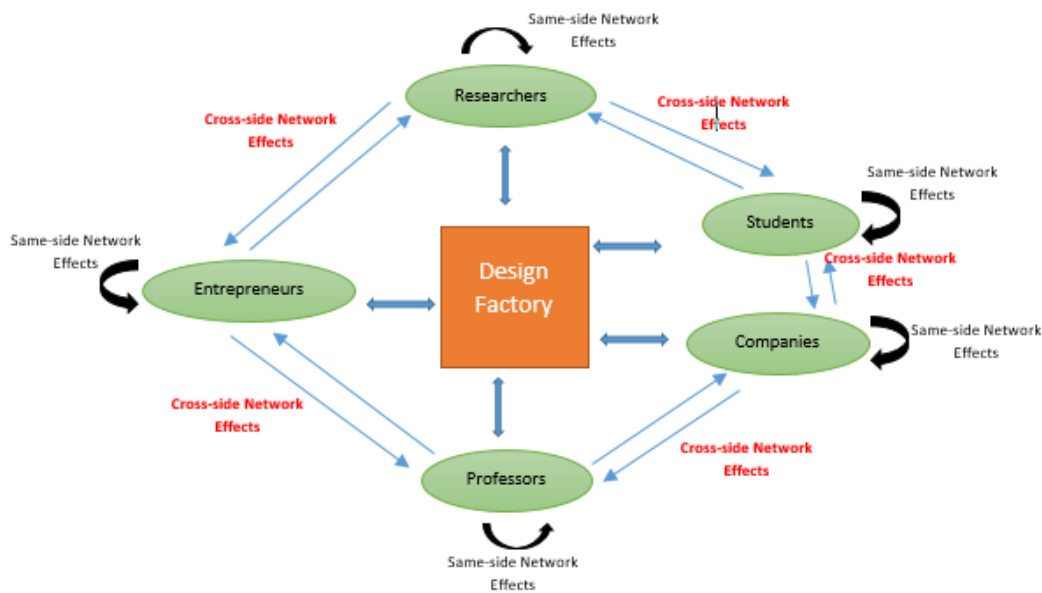 Same-side Network
Effects
Researchers
Cross-side Network
Effects
Cross-side Network
Effects
Same-side Network
Effects
Students
Same-side Network
Effects
Cross-side Network
Effects
Entrepreneurs
Design
Factory
Companies
Same-side Network
Effects
Cross-side Network
Effects
Cross-side Network
Effects
Professors
Same-side Network
Effects